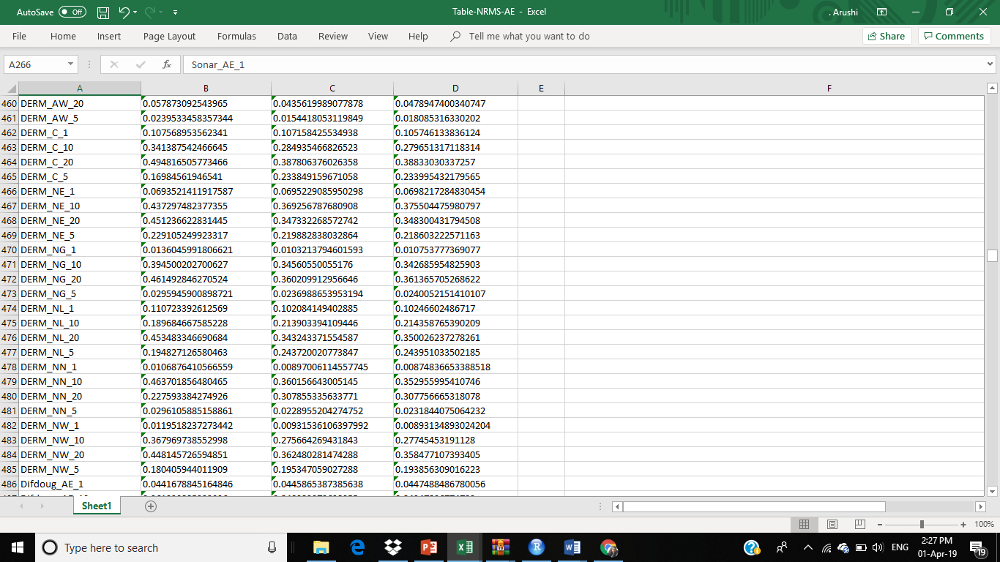 AutoSave Off Table-NRMS-AE - Excel . Arushi
File Home Insert Page Layout Formulas Data Review View Help Tell me what you want to do Share Comments
A266 fx Sonar_AE_1
A B C D E F
460 DERM_AW_20 0.057873092543965 0.0435619989077878 0.0478947400340747
461 DERM_AW_5 0.0239533458357344 0.0154418053119849 0.018085316330202
462 DERM_C_1 0.107568953562341 0.107158425534938 0.105746133836124
463 DERM_C_10 0.341387542466645 0.284935466826523 0.279651317118314
464 DERM_C_20 0.494816505773466 0.387806376026358 0.38833030337257
465 DERM_C_5 0.16984561946541 0.233849159671058 0.233995432179565
466 DERM_NE_1 0.0693521411917587 0.0695229085950298 0.0698217284830454
467 DERM_NE_10 0.437297482377355 0.369256787680908 0.375504475980797
468 DERM_NE_20 0.451236622831445 0.347332268572742 0.348300431794508
469 DERM_NE_5 0.229105249923317 0.219882838032864 0.218603222571163
470 DERM_NG_1 0.0136045991806621 0.0103213794601593 0.010753777369077
471 DERM_NG_10 0.394500202700627 0.34560550055176 0.342685954825903
472 DERM_NG_20 0.461492846270524 0.360209912956646 0.361365705268622
473 DERM_NG_5 0.0295945900898721 0.0236988653953194 0.0240052151410107
474 DERM_NL_1 0.110723392612569 0.102084149402885 0.10246602486717
475 DERM_NL_10 0.189684667585228 0.213903394109446 0.214358765390209
476 DERM_NL_20 0.453483346690684 0.343243371554587 0.350026237278261
477 DERM_NL_5 0.194827126580463 0.243720020773847 0.243951033502185
478 DERM_NN_1 0.0106876410566559 0.00897006114557745 0.00874836653388518
479 DERM_NN_10 0.463701856480465 0.360156643005145 0.352955995410746
480 DERM_NN_20 0.227593384274926 0.307855335633771 0.307756665318078
481 DERM_NN_5 0.0296105885158861 0.0228955204274752 0.0231844075064232
482 DERM_NW_1 0.0119518237273442 0.00931536106397992 0.00893134893024204
483 DERM_NW_10 0.367969738552998 0.275664269431843 0.27745453191128
484 DERM_NW_20 0.448145726594851 0.362480281474288 0.358477107393405
485 DERM_NW_5 0.180405944011909 0.195347059027288 0.193856309016223
486 Difdoug_AE_1 0.0441678845164846 0.0445865387385638 0.0447488486780056
Sheet1
100%
Type here to search ENG 2:27 PM
01-Apr-19 19